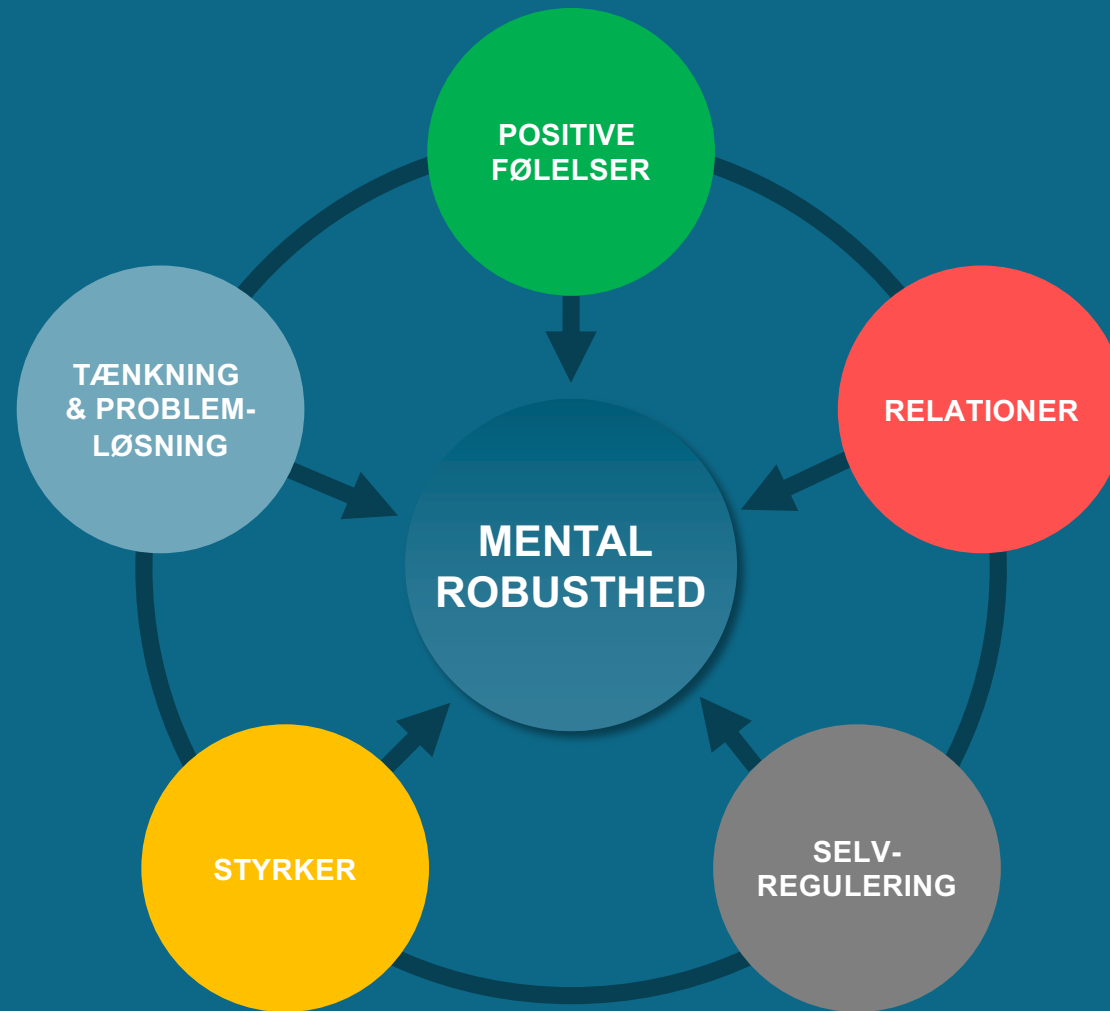 POSITIVE
FØLELSER
TÆNKNING
& PROBLEM-
LØSNING
RELATIONER
MENTAL
ROBUSTHED
STYRKER
SELV-
REGULERING